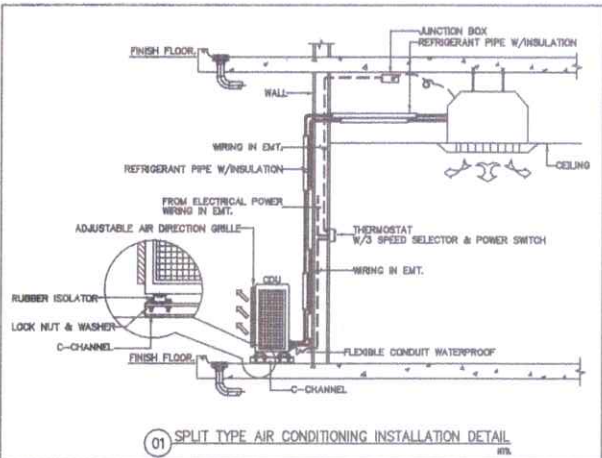 JUNCTION BOX
REFRIGERANT PIPE W/INSULATION
FINISH FLOOR.
WALL
WIRING IN EMT.
CEILING
REFRIGERANT PIPE W/INSULATION
FROM ELECTRICAL POWER
WIRING IN EMT.
ADJUSTABLE AIR DIRECTION GRILLE
THERMOSTAT
W/3 SPEED SELECTOR & POWER SWITCH
CDU
WIRING IN EMT.
RUBBER ISOLATOR
LOCK NUT & WASHER
C-CHANNEL
FINISH FLOOR.
FLEXIBLE CONDUIT WATERPROOF
C-CHANNEL
01 SPLIT TYPE AIR CONDITIONING INSTALLATION DETAIL